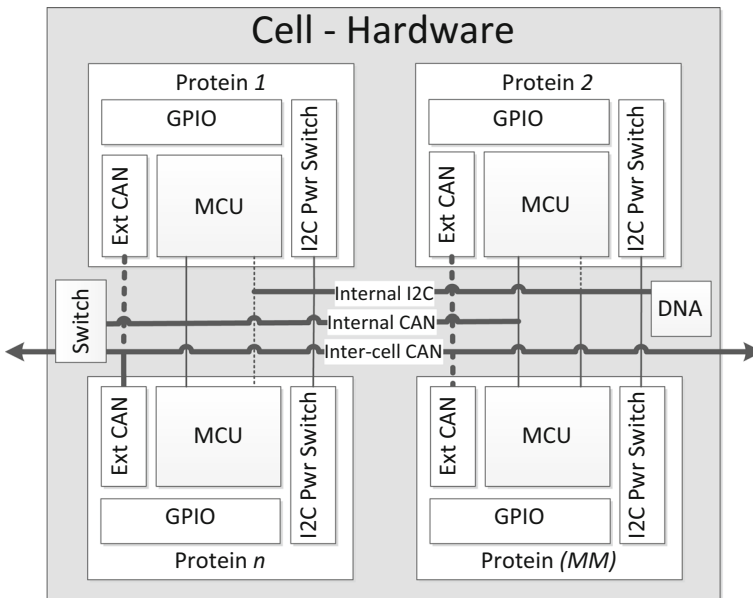 Cell - Hardware
Protein 1
GPIO
Ext CAN
MCU
I2C Pwr Switch
Protein 2
GPIO
Ext CAN
MCU
I2C Pwr Switch
Switch
Internal I2C
Internal CAN
Inter-cell CAN
DNA
Ext CAN
MCU
I2C Pwr Switch
GPIO
Protein n
Ext CAN
MCU
I2C Pwr Switch
GPIO
Protein (MM)